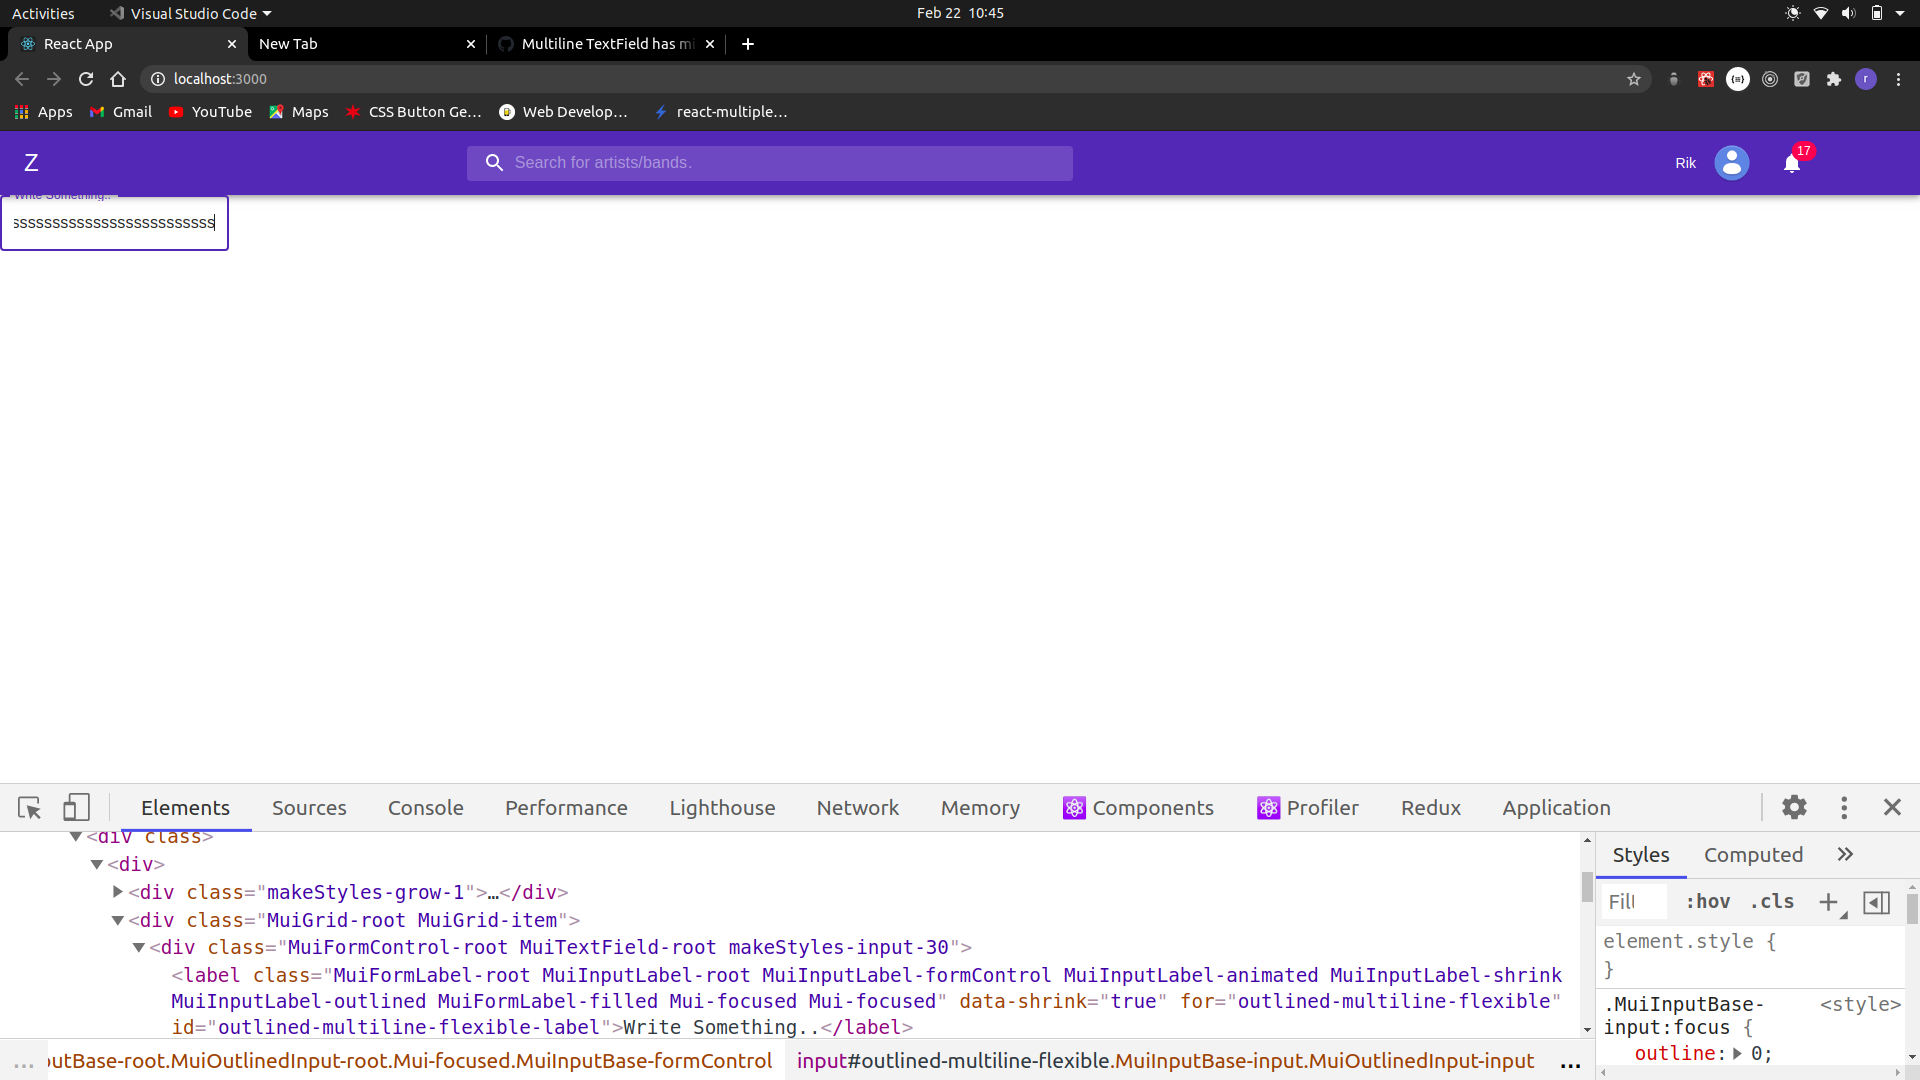 Activities Visual Studio Code Feb 22 10:45
React App New Tab Multiline TextField has mi
localhost:3000 r
Apps Gmail YouTube Maps CSS Button Ge... Web Develop... react-multiple...
Z Search for artists/bands. Rik 17
Write Something..
sssssssssssssssssssssssss
Elements Sources Console Performance Lighthouse Network Memory Components Profiler Redux Application
<div class>
<div>
<div class="makeStyles-grow-1">…</div>
<div class="MuiGrid-root MuiGrid-item">
<div class="MuiFormControl-root MuiTextField-root makeStyles-input-30">
<label class="MuiFormLabel-root MuiInputLabel-root MuiInputLabel-formControl MuiInputLabel-animated MuiInputLabel-shrink
MuiInputLabel-outlined MuiFormLabel-filled Mui-focused Mui-focused" data-shrink="true" for="outlined-multiline-flexible"
id="outlined-multiline-flexible-label">Write Something..</label>
... utBase-root.MuiOutlinedInput-root.Mui-focused.MuiInputBase-formControl input#outlined-multiline-flexible.MuiInputBase-input.MuiOutlinedInput-input ...
Styles Computed »
Fil :hov .cls +
element.style {
}
.MuiInputBase- <style>
input:focus {
outline: 0;